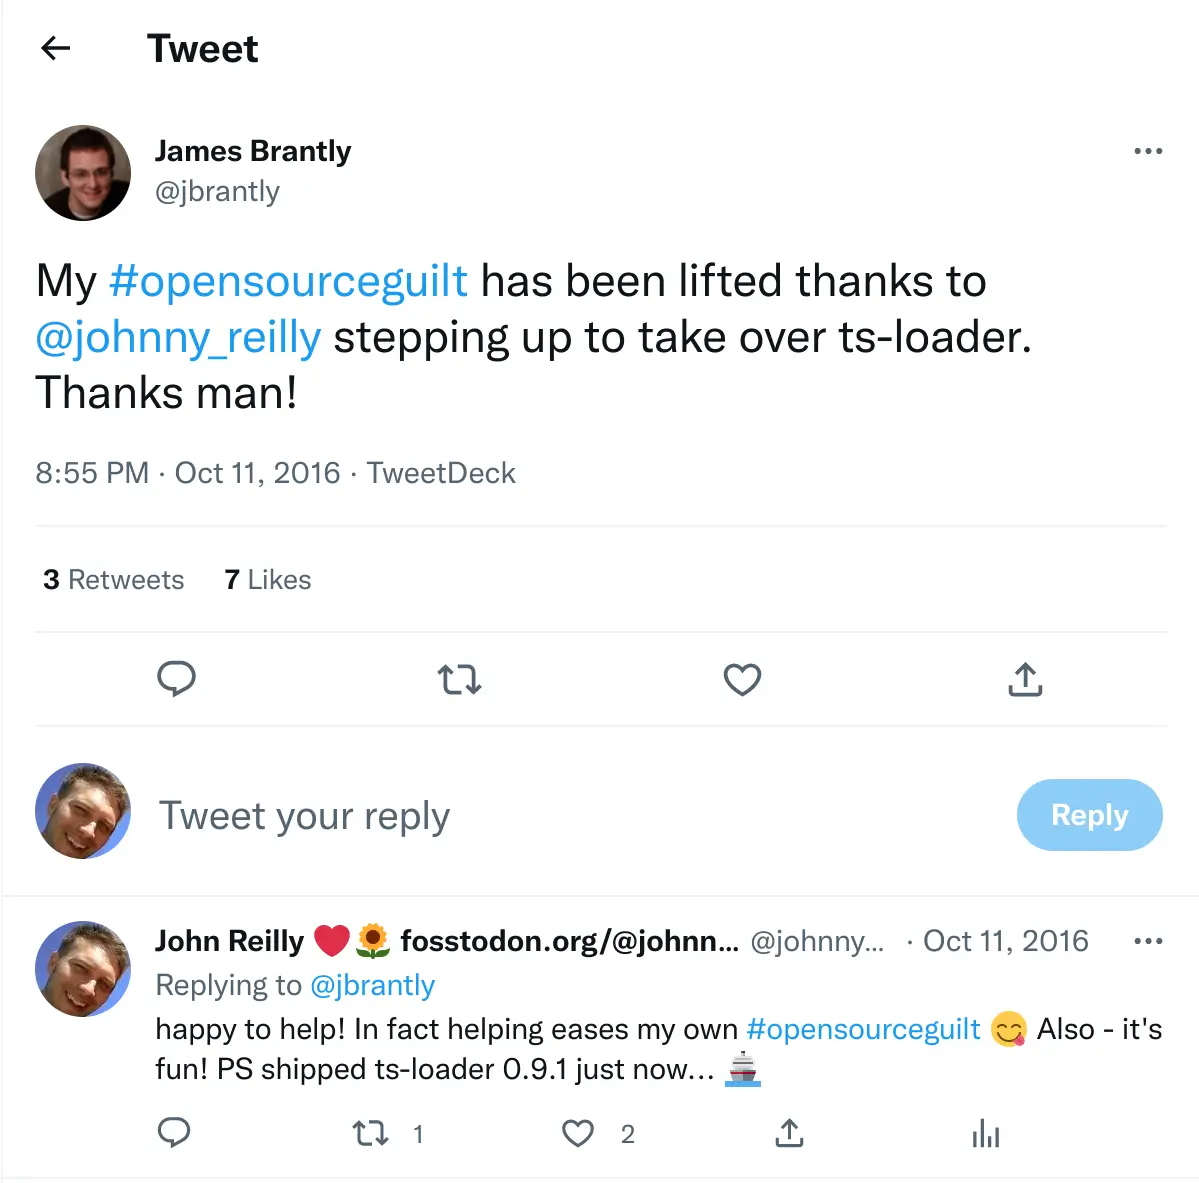 Tweet
James Brantly
@jbrantly
My #opensourceguilt has been lifted thanks to
@johnny_reilly stepping up to take over ts-loader.
Thanks man!
8:55 PM · Oct 11, 2016 · TweetDeck
3 Retweets 7 Likes
Tweet your reply
Reply
John Reilly ❤️🌻 fosstodon.org/@johnn... @johnny... · Oct 11, 2016
Replying to @jbrantly
happy to help! In fact helping eases my own #opensourceguilt 😋 Also - it's
fun! PS shipped ts-loader 0.9.1 just now... 🚢
1 2